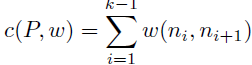 c(P, w) = \sum_{i=1}^{k-1} w(n_i, n_{i+1})